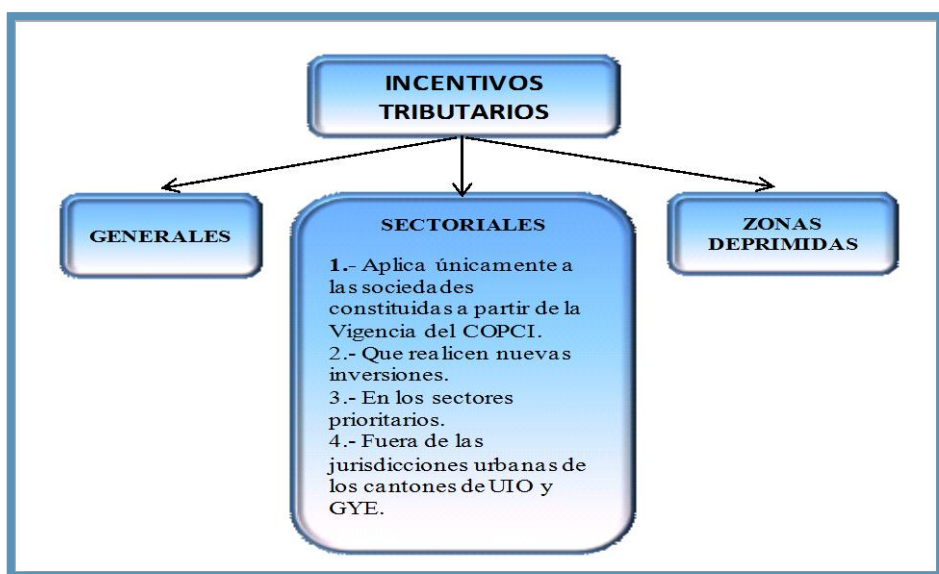 INCENTIVOS
TRIBUTARIOS
GENERALES
SECTORIALES
1.- Aplica únicamente a
las sociedades
constituidas a partir de la
Vigencia del COPCI.
2.- Que realicen nuevas
inversiones.
3.- En los sectores
prioritarios.
4.- Fuera de las
jurisdicciones urbanas de
los cantones de UIO y
GYE.
ZONAS
DEPRIMIDAS